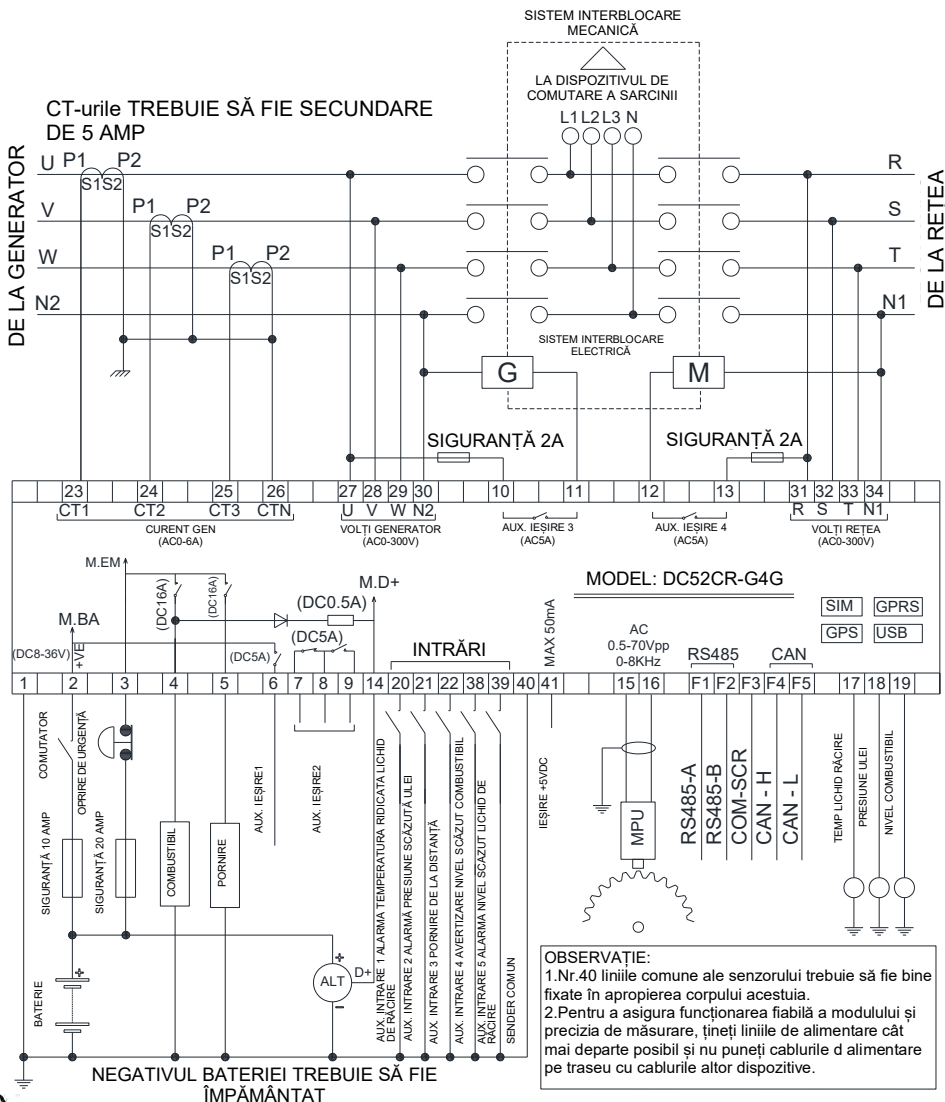 SISTEM INTERBLOCARE
MECANICĂ
LA DISPOZITIVUL DE
COMUTARE A SARCINII
L1 L2 L3 N
CT-urile TREBUIE SĂ FIE SECUNDARE
DE 5 AMP
DE LA GENERATOR
U P1 P2
S1S2
V P1 P2
S1S2
W P1 P2
S1S2
N2
R
S
T
N1
DE LA REȚEA
SISTEM INTERBLOCARE
ELECTRICĂ
G
M
SIGURANȚĂ 2A
SIGURANȚĂ 2A
23 24 25 26 27 28 29 30 10 11 12 13 31 32 33 34
CT1 CT2 CT3 CTN U V W N2 R S T N1
CURENT GEN
(AC0-6A)
VOLȚI GENERATOR
(AC0-300V)
AUX. IEȘIRE 3
(AC5A)
AUX. IEȘIRE 4
(AC5A)
VOLȚI REȚEA
(AC0-300V)
M.EM
M.BA
(DC8-36V)
+VE
(DC16A)
(DC16A)
(DC5A)
(DC0.5A)
(DC5A)
M.D+
INTRĂRI
MAX 50mA
MODEL: DC52CR-G4G
AC
0.5-70Vpp
0-8KHz
RS485
CAN
SIM GPRS
GPS USB
1 2 3 4 5 6 7 8 9 14 20 21 22 38 39 40 41 15 16 F1 F2 F3 F4 F5 17 18 19
COMUTATOR
OPRIRE DE URGENȚĂ
SIGURANȚĂ 10 AMP
SIGURANȚĂ 20 AMP
COMBUSTIBIL
PORNIRE
AUX. IEȘIRE1
AUX. IEȘIRE2
BATERIE
+
-
ALT
+
-
D+
AUX. INTRARE 1 ALARMA TEMPERATURA RIDICATA LICHID
DE RĂCIRE
AUX. INTRARE 2 ALARMĂ PRESIUNE SCĂZUTĂ ULEI
AUX. INTRARE 3 PORNIRE DE LA DISTANȚĂ
AUX. INTRARE 4 AVERTIZARE NIVEL SCĂZUT COMBUSTIBIL
AUX. INTRARE 5 ALARMA NIVEL SCAZUT LICHID DE
RĂCIRE
SENDER COMUN
IEȘIRE +5VDC
MPU
RS485-A
RS485-B
COM-SCR
CAN - H
CAN - L
TEMP LICHID RĂCIRE
PRESIUNE ULEI
NIVEL COMBUSTIBIL
NEGATIVUL BATERIEI TREBUIE SĂ FIE
ÎMPĂMÂNTAT
OBSERVAȚIE:
1.Nr.40 liniile comune ale senzorului trebuie să fie bine
fixate în apropierea corpului acestuia.
2.Pentru a asigura funcționarea fiabilă a modulului și
precizia de măsurare, țineți liniile de alimentare cât
mai departe posibil și nu puneți cablurile d alimentare
pe traseu cu cablurile altor dispozitive.